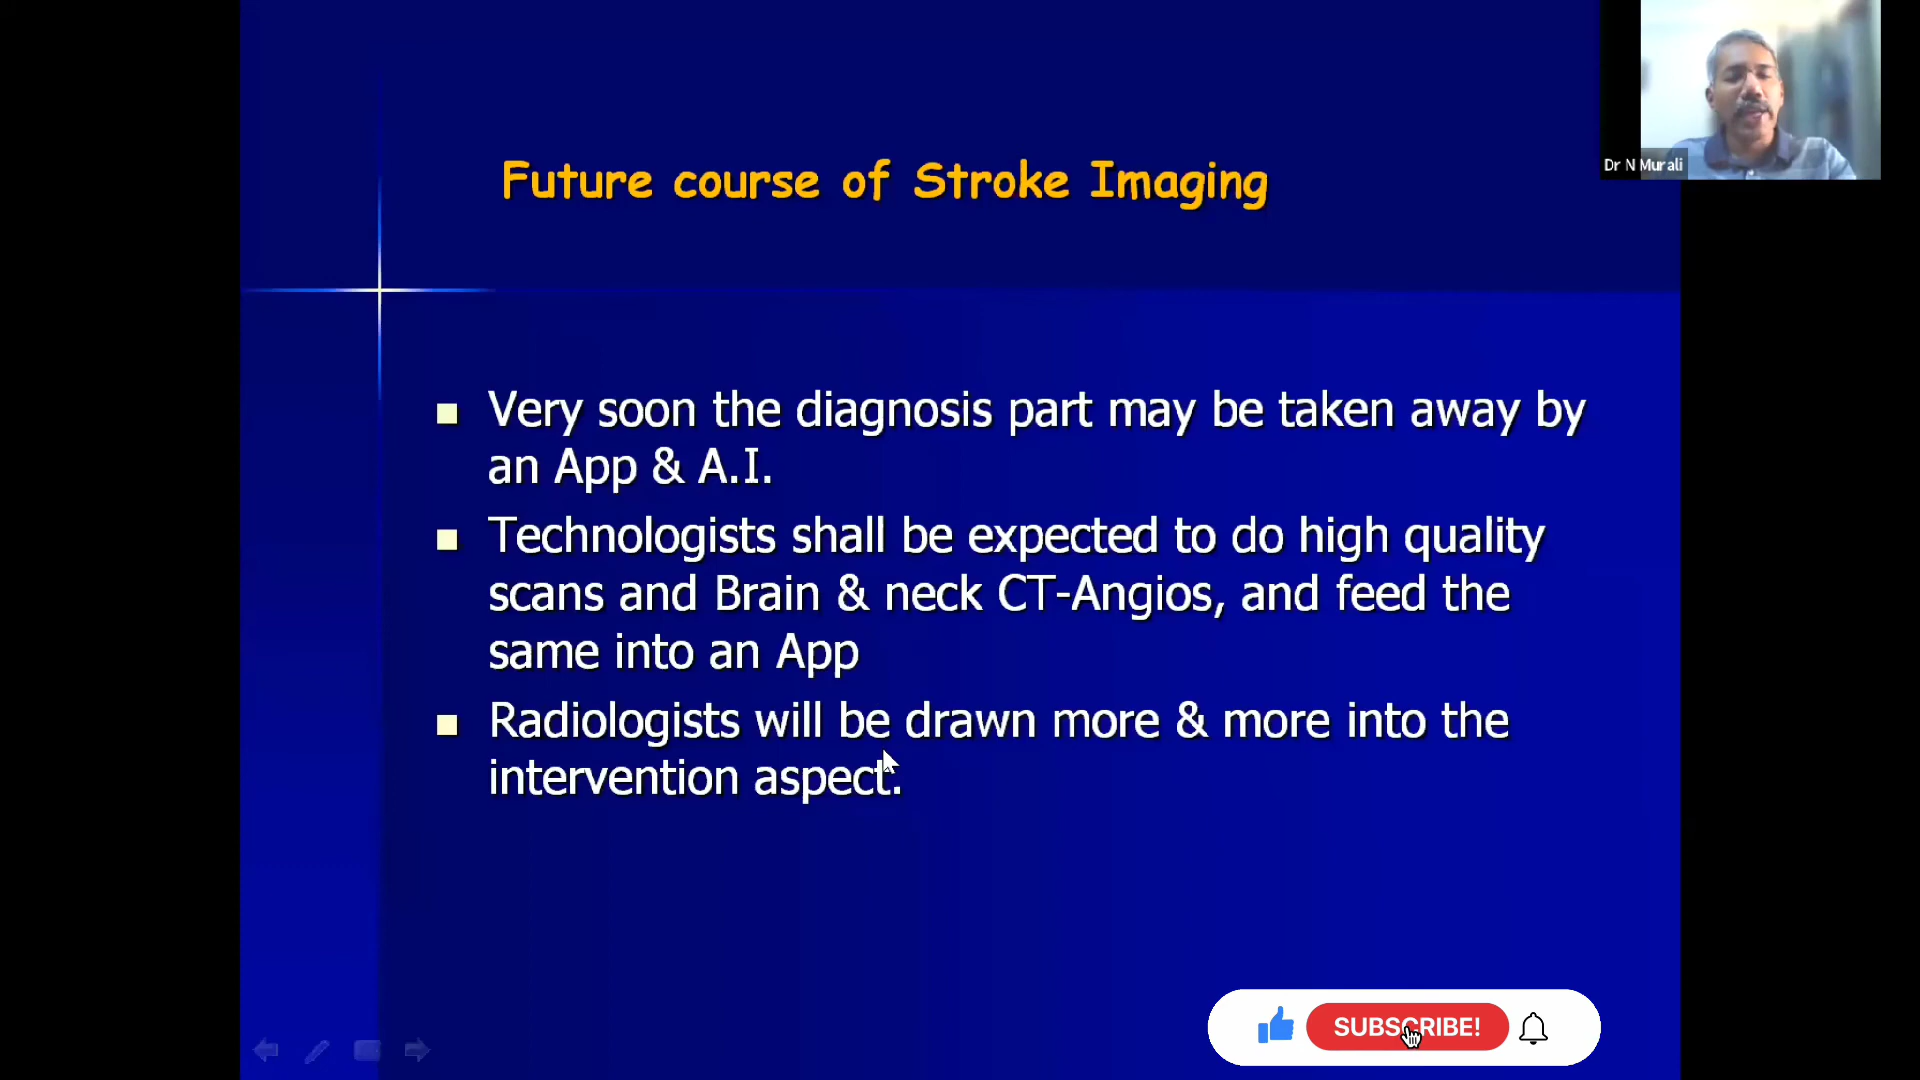 Dr N Murali
Future course of Stroke Imaging
Very soon the diagnosis part may be taken away by
an App & A.I.
Technologists shall be expected to do high quality
scans and Brain & neck CT-Angios, and feed the
same into an App
Radiologists will be drawn more & more into the
intervention aspect.
SUBSCRIBE!